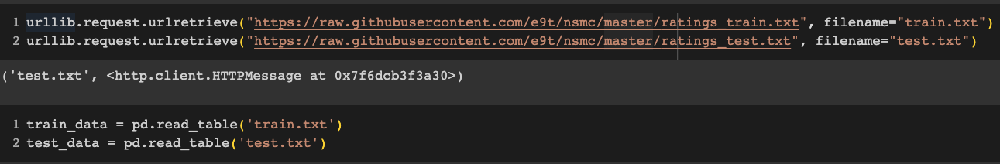 1 urllib.request.urlretrieve("https://raw.githubusercontent.com/e9t/nsmc/master/ratings_train.txt", filename="train.txt")
2 urllib.request.urlretrieve("https://raw.githubusercontent.com/e9t/nsmc/master/ratings_test.txt", filename="test.txt")
('test.txt', <http.client.HTTPMessage at 0x7f6dcb3f3a30>)
1 train_data = pd.read_table('train.txt')
2 test_data = pd.read_table('test.txt')